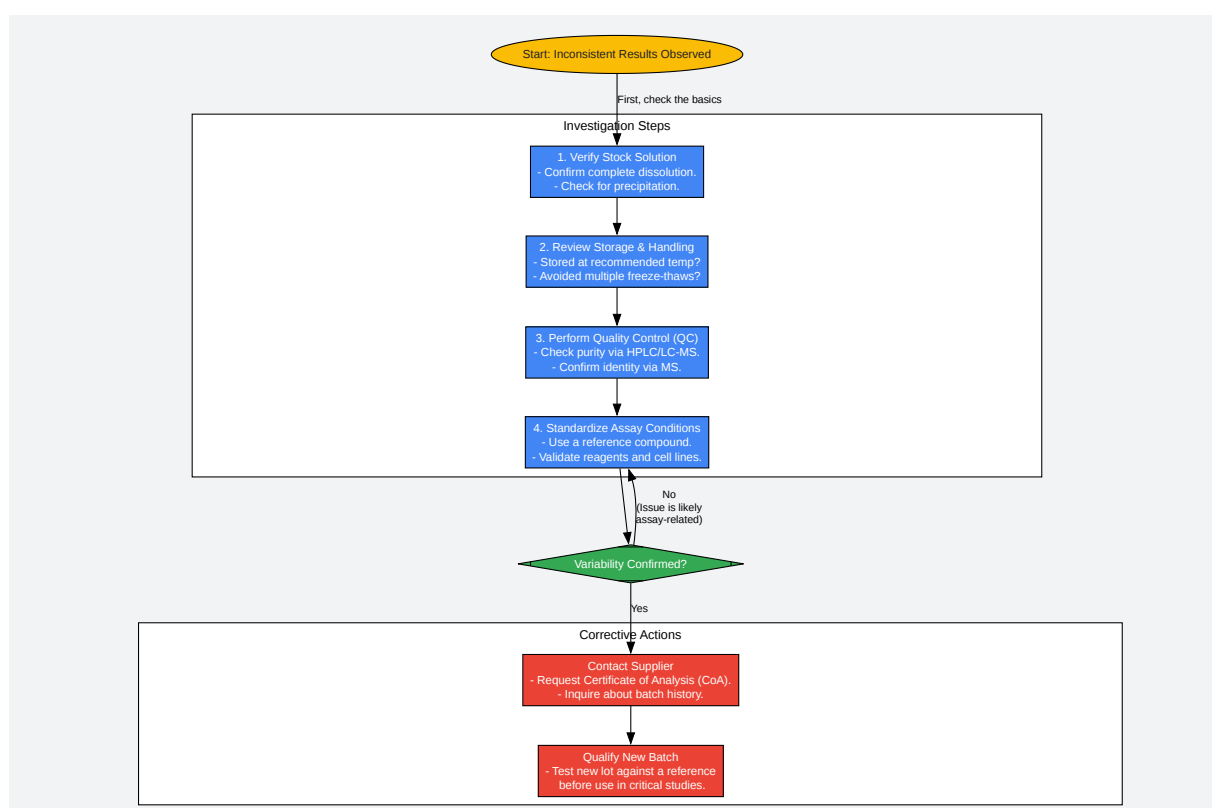 Start: Inconsistent Results Observed
First, check the basics
Investigation Steps
1. Verify Stock Solution
- Confirm complete dissolution.
- Check for precipitation.
2. Review Storage & Handling
- Stored at recommended temp?
- Avoided multiple freeze-thaws?
3. Perform Quality Control (QC)
- Check purity via HPLC/LC-MS.
- Confirm identity via MS.
4. Standardize Assay Conditions
- Use a reference compound.
- Validate reagents and cell lines.
No
(Issue is likely
assay-related)
Variability Confirmed?
Yes
Corrective Actions
Contact Supplier
- Request Certificate of Analysis (CoA).
- Inquire about batch history.
Qualify New Batch
- Test new lot against a reference
before use in critical studies.